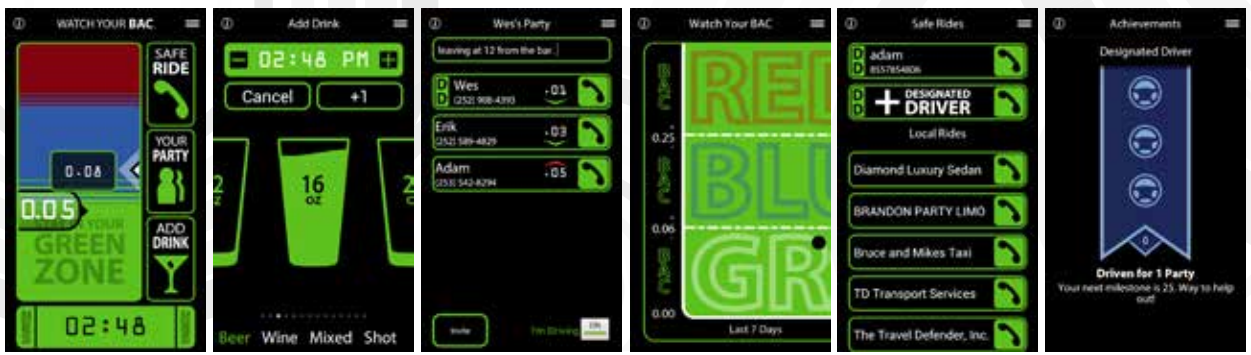 WATCH YOUR BAC
SAFE
RIDE
0.08
YOUR
PARTY
0.05
GREEN
ZONE
ADD
DRINK
02:48
Add Drink
02:48 PM
Cancel
+1
16
oz
Beer Wine Mixed Shot
Wes's Party
leaving at 12 from the bar
DD
Wes
(252) 908-4393
.01
Erik
(252) 589-4829
.03
Adam
(253) 542-8294
.05
Invite
I'm Driving
ON
Watch Your BAC
RED
0.25
BLU
0.06
GR
0.00
Last 7 Days
Safe Rides
DD
adam
8557854806
DD
+ DESIGNATED
DRIVER
Local Rides
Diamond Luxury Sedan
BRANDON PARTY LIMO
Bruce and Mikes Taxi
TD Transport Services
The Travel Defender, Inc.
Achievements
Designated Driver
0
Driven for 1 Party
Your next milestone is 25. Way to help
out!